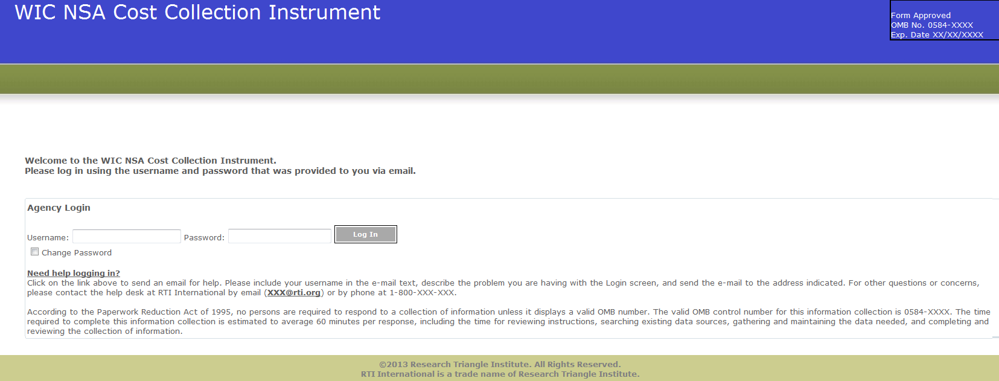 WIC NSA Cost Collection Instrument
Form Approved
OMB No. 0584-XXXX
Exp. Date XX/XX/XXXX
Welcome to the WIC NSA Cost Collection Instrument.
Please log in using the username and password that was provided to you via email.
Agency Login
Username: Password: Log In
Change Password
Need help logging in?
Click on the link above to send an email for help. Please include your username in the e-mail text, describe the problem you are having with the Login screen, and send the e-mail to the address indicated. For other questions or concerns,
please contact the help desk at RTI International by email (XXX@rti.org) or by phone at 1-800-XXX-XXX.
According to the Paperwork Reduction Act of 1995, no persons are required to respond to a collection of information unless it displays a valid OMB number. The valid OMB control number for this information collection is 0584-XXXX. The time
required to complete this information collection is estimated to average 60 minutes per response, including the time for reviewing instructions, searching existing data sources, gathering and maintaining the data needed, and completing and
reviewing the collection of information.
©2013 Research Triangle Institute. All Rights Reserved.
RTI International is a trade name of Research Triangle Institute.